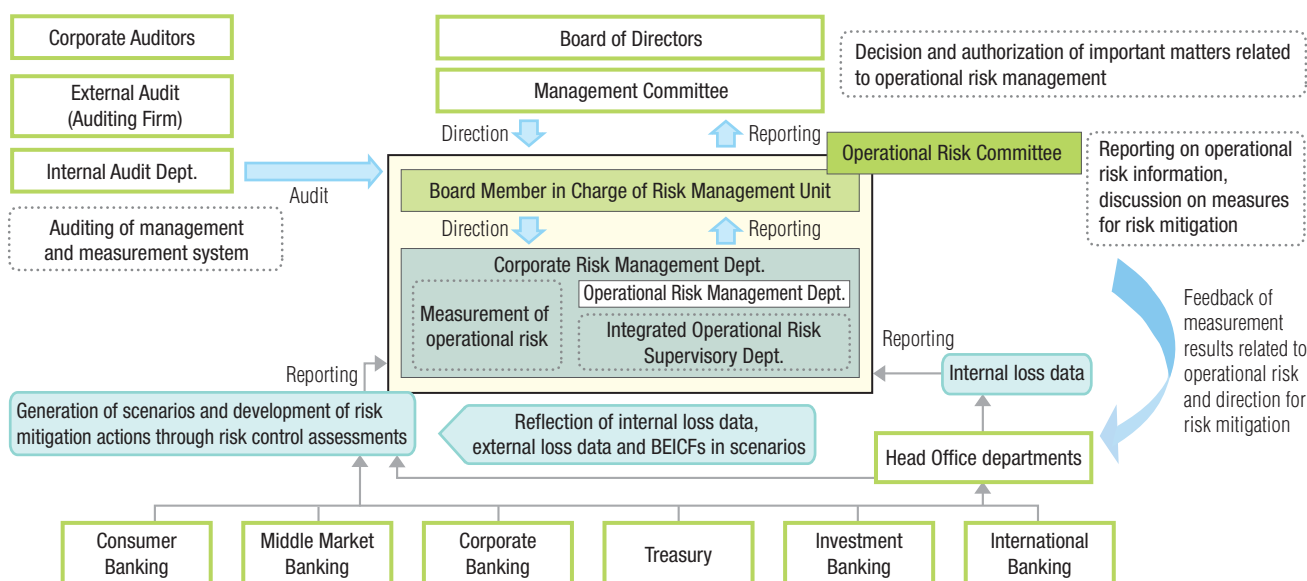 Corporate Auditors
External Audit
(Auditing Firm)
Internal Audit Dept.
Auditing of management
and measurement system
Audit
Board of Directors
Management Committee
Direction
Reporting
Decision and authorization of important matters related
to operational risk management
Operational Risk Committee
Reporting on operational
risk information,
discussion on measures
for risk mitigation
Board Member in Charge of Risk Management Unit
Direction
Reporting
Corporate Risk Management Dept.
Measurement of
operational risk
Operational Risk Management Dept.
Integrated Operational Risk
Supervisory Dept.
Feedback of
measurement
results related to
operational risk
and direction for
risk mitigation
Reporting
Reporting
Internal loss data
Generation of scenarios and development of risk
mitigation actions through risk control assessments
Reflection of internal loss data,
external loss data and BEICFs in scenarios
Head Office departments
Consumer
Banking
Middle Market
Banking
Corporate
Banking
Treasury
Investment
Banking
International
Banking